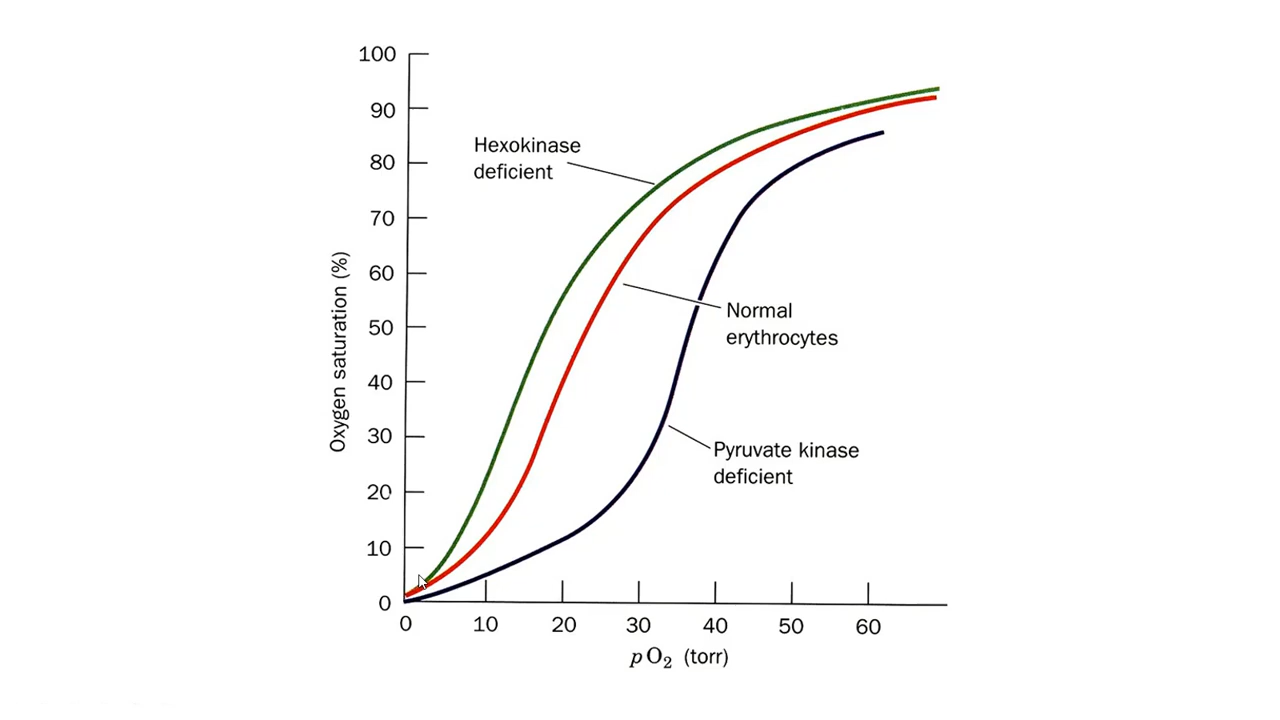 100
90
80
70
60
50
40
30
20
10
0
Oxygen saturation (%)
Hexokinase
deficient
Normal
erythrocytes
Pyruvate kinase
deficient
0 10 20 30 40 50 60
pO₂ (torr)